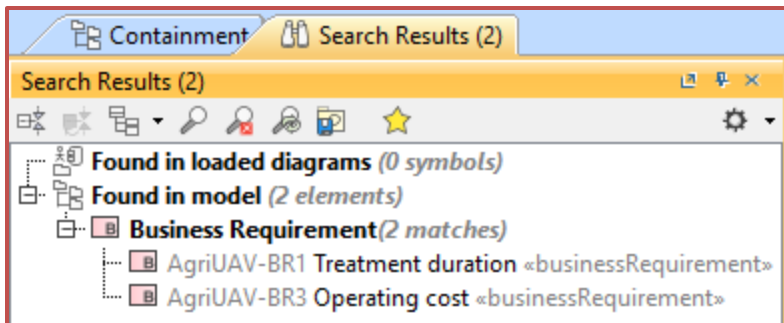 Containment Search Results (2)
Search Results (2)
Found in loaded diagrams (0 symbols)
Found in model (2 elements)
B Business Requirement(2 matches)
B AgriUAV-BR1 Treatment duration «businessRequirement»
B AgriUAV-BR3 Operating cost «businessRequirement»